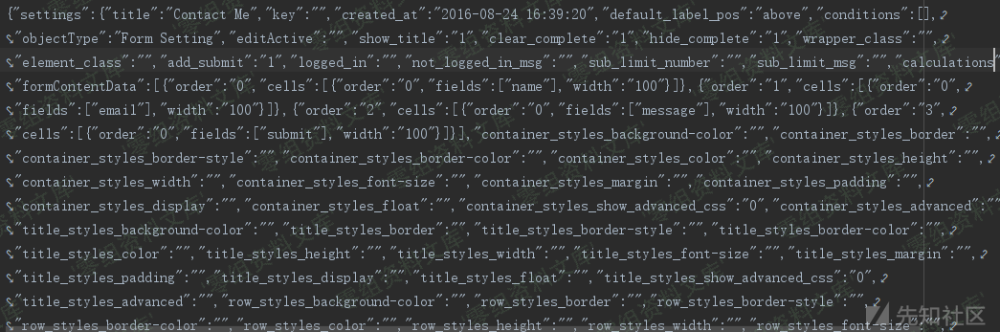 {"settings":{"title":"Contact Me","key":"","created_at":"2016-08-24 16:39:20","default_label_pos":"above","conditions":[],
"objectType":"Form Setting","editActive":"","show_title":"1","clear_complete":"1","hide_complete":"1","wrapper_class":"",
"element_class":"","add_submit":"1","logged_in":"","not_logged_in_msg":"","sub_limit_number":"","sub_limit_msg":"","calculations"
"formContentData":[{"order":"0","cells":[{"order":"0","fields":["name"],"width":"100"}]},{"order":"1","cells":[{"order":"0",
"fields":["email"],"width":"100"}]},{"order":"2","cells":[{"order":"0","fields":["message"],"width":"100"}]},{"order":"3",
"cells":[{"order":"0","fields":["submit"],"width":"100"}]}],"container_styles_background-color":"","container_styles_border":"",
"container_styles_border-style":"","container_styles_border-color":"","container_styles_color":"","container_styles_height":"",
"container_styles_width":"","container_styles_font-size":"","container_styles_margin":"","container_styles_padding":"",
"container_styles_display":"","container_styles_float":"","container_styles_show_advanced_css":"0","container_styles_advanced":""
"title_styles_background-color":"","title_styles_border":"","title_styles_border-style":"","title_styles_border-color":"",
"title_styles_color":"","title_styles_height":"","title_styles_width":"","title_styles_font-size":"","title_styles_margin":"",
"title_styles_padding":"","title_styles_display":"","title_styles_float":"","title_styles_show_advanced_css":"0",
"title_styles_advanced":"","row_styles_background-color":"","row_styles_border":"","row_styles_border-style":"",
"row_styles_border-color":"","row_styles_color":"","row_styles_height":"","row_styles_width":"","row_styles_font-size":"",
先知社区
零组资料文库